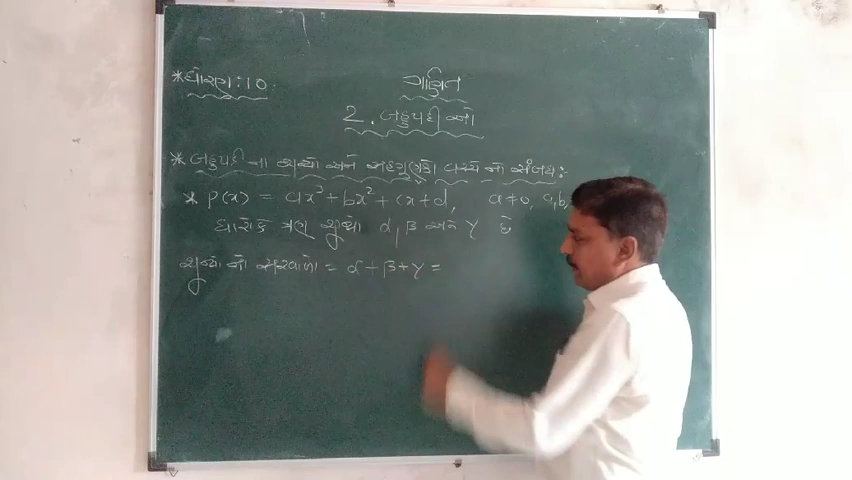 *ધોરણ : 10
ગણિત
2. બહુપદીઓ
* બહુપદીના શૂન્યો અને સહગુણકો વચ્ચેનો સંબંધ :
* P(x) = ax³ + bx² + cx + d, a ≠ 0, a, b,
ધારોકે ત્રણ શૂન્યો α, β અને γ છે
શૂન્યોનો સરવાળો = α + β + γ =